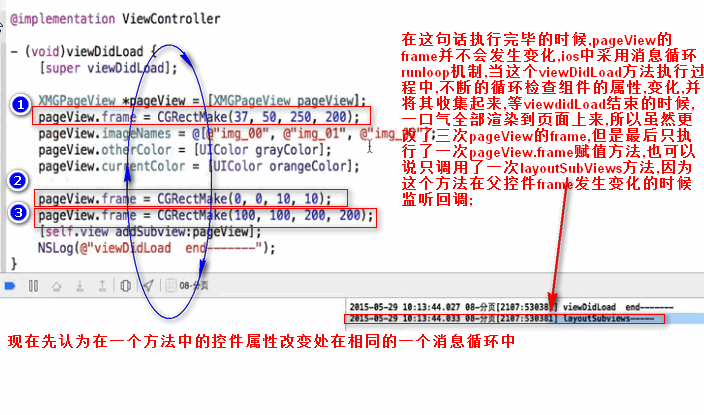 @implementation ViewController
- (void)viewDidLoad {
[super viewDidLoad];
XMGPageView *pageView = [XMGPageView pageView];
1
pageView.frame = CGRectMake(37, 50, 250, 200);
pageView.imageNames = @[@"img_00", @"img_01", @"img_
pageView.otherColor = [UIColor grayColor];
pageView.currentColor = [UIColor orangeColor];
2
pageView.frame = CGRectMake(0, 0, 10, 10);
3
pageView.frame = CGRectMake(100, 100, 200, 200);
[self.view addSubview:pageView];
NSLog(@"viewDidLoad end-------");
}
在这句话执行完毕的时候,pageView的
frame并不会发生变化,ios中采用消息循环
runloop机制,当这个viewDidLoad方法执行过
程中,不断的循环检查组件的属性,变化,并
将其收集起来,等viewdidLoad结束的时候,
一口气全部渲染到页面上来,所以虽然更
改了三次pageView的frame,但是最后只执
行了一次pageView.frame赋值方法,也可以
说只调用了一次layoutSubViews方法,因为
这个方法在父控件frame发生变化的时候
监听回调;
08-分页
2015-05-29 10:13:44.027 08-分页[2107:530381] viewDidLoad end-------
2015-05-29 10:13:44.033 08-分页[2107:530381] layoutSubviews-----
现在先认为在一个方法中的控件属性改变处在相同的一个消息循环中